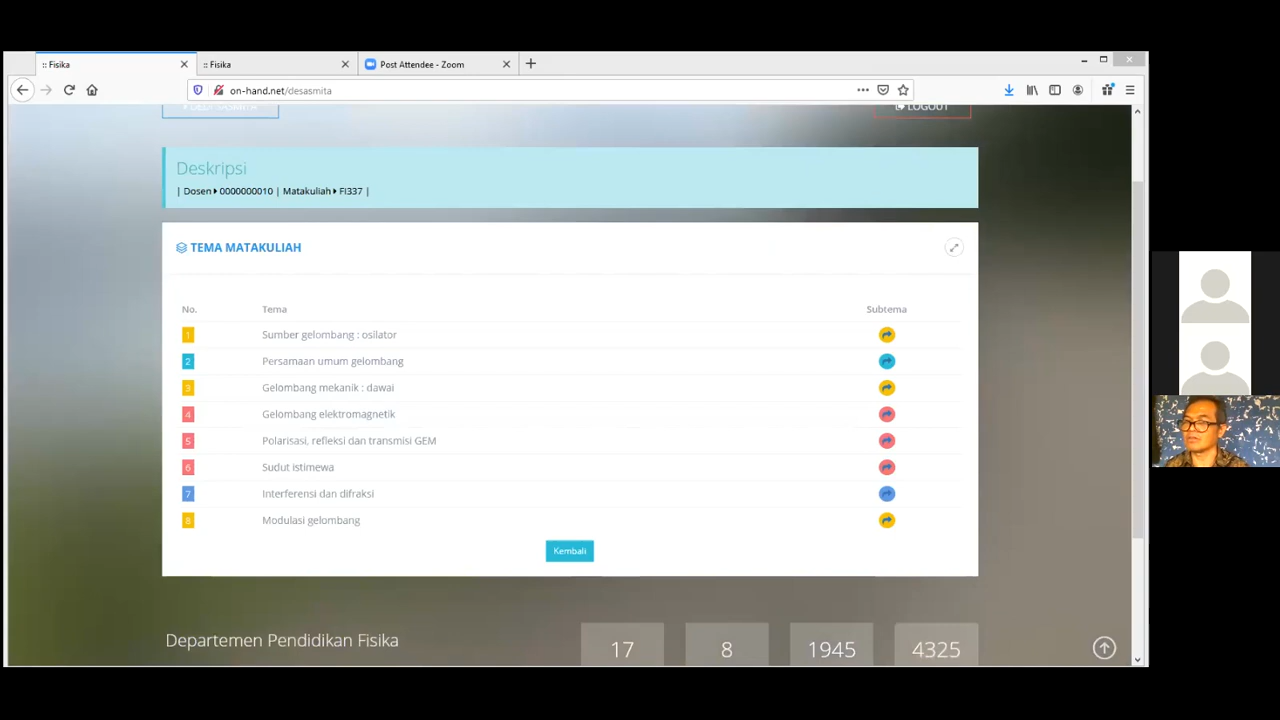 :: Fisika
:: Fisika
Post Attendee - Zoom
on-hand.net/desasmita
LOGOUT
Deskripsi
| Dosen 0000000010 | Matakuliah FI337 |
TEMA MATAKULIAH
No. Tema Subtema
1 Sumber gelombang : osilator
2 Persamaan umum gelombang
3 Gelombang mekanik : dawai
4 Gelombang elektromagnetik
5 Polarisasi, refleksi dan transmisi GEM
6 Sudut istimewa
7 Interferensi dan difraksi
8 Modulasi gelombang
Kembali
Departemen Pendidikan Fisika
17 8 1945 4325